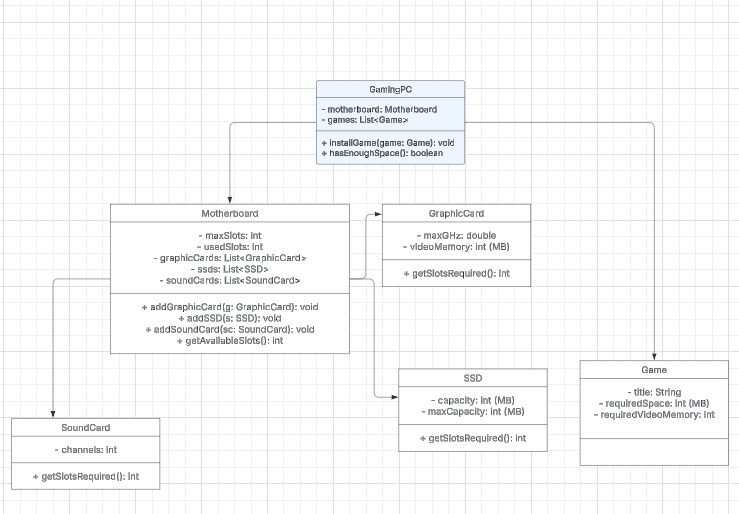 GamingPC
- motherboard: Motherboard
- games: List<Game>
+ installGame(game: Game): void
+ hasEnoughSpace(): boolean
Motherboard
- maxSlots: int
- usedSlots: int
- graphicCards: List<GraphicCard>
- ssds: List<SSD>
- soundCards: List<SoundCard>
+ addGraphicCard(g: GraphicCard): void
+ addSSD(s: SSD): void
+ addSoundCard(sc: SoundCard): void
+ getAvailableSlots(): int
GraphicCard
- maxGHz: double
- videoMemory: int (MB)
+ getSlotsRequired(): int
SSD
- capacity: int (MB)
- maxCapacity: int (MB)
+ getSlotsRequired(): int
Game
- title: String
- requiredSpace: int (MB)
- requiredVideoMemory: int
SoundCard
- channels: int
+ getSlotsRequired(): int